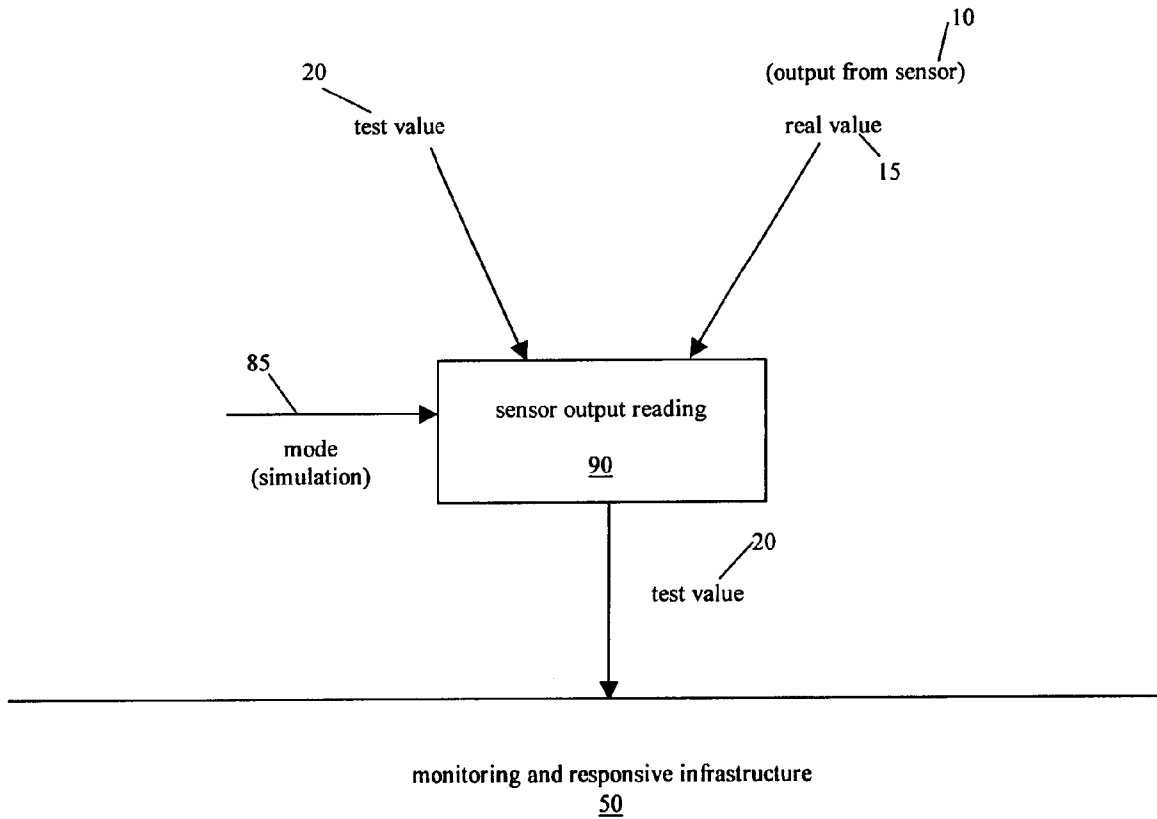 10
(output from sensor)
20
test value
real value
15
85
mode
(simulation)
sensor output reading
90
20
test value
monitoring and responsive infrastructure
50